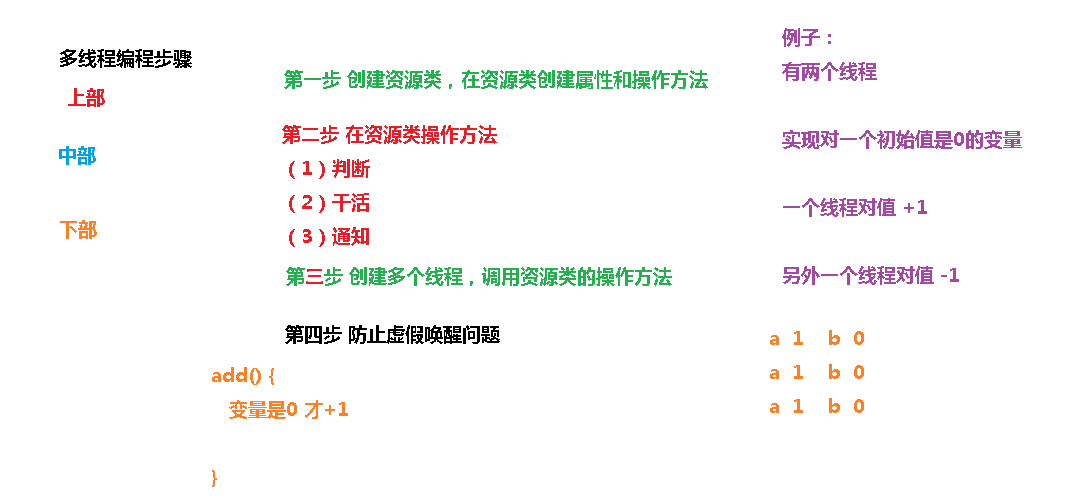 多线程编程步骤
上部
中部
下部
第一步 创建资源类，在资源类创建属性和操作方法
第二步 在资源类操作方法
（1）判断
（2）干活
（3）通知
第三步 创建多个线程，调用资源类的操作方法
第四步 防止虚假唤醒问题
add() {
变量是0 才+1
}
例子：
有两个线程
实现对一个初始值是0的变量
一个线程对值 +1
另外一个线程对值 -1
a 1 b 0
a 1 b 0
a 1 b 0